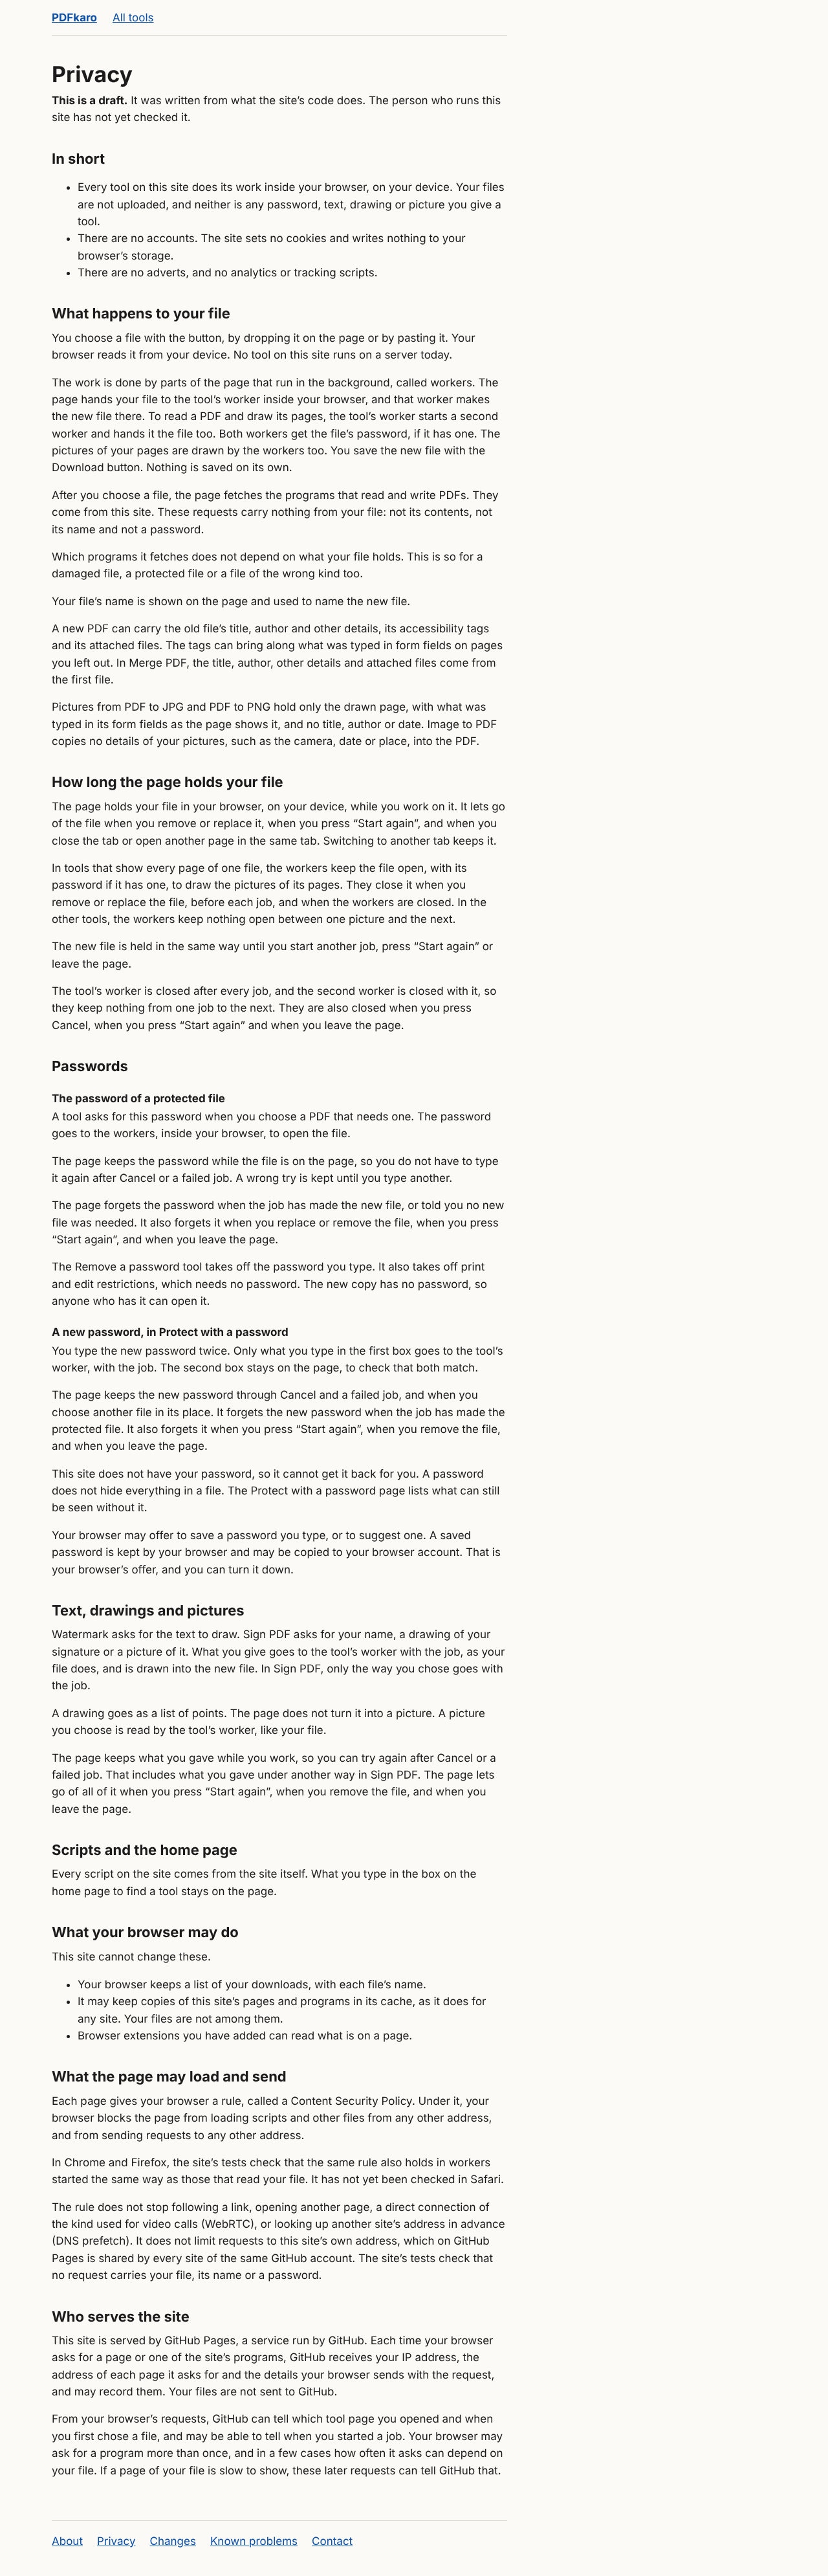 PDFkaro All tools
Privacy
This is a draft. It was written from what the site’s code does. The person who runs this
site has not yet checked it.
In short
• Every tool on this site does its work inside your browser, on your device. Your files
are not uploaded, and neither is any password, text, drawing or picture you give a
tool.
• There are no accounts. The site sets no cookies and writes nothing to your
browser’s storage.
• There are no adverts, and no analytics or tracking scripts.
What happens to your file
You choose a file with the button, by dropping it on the page or by pasting it. Your
browser reads it from your device. No tool on this site runs on a server today.
The work is done by parts of the page that run in the background, called workers. The
page hands your file to the tool’s worker inside your browser, and that worker makes
the new file there. To read a PDF and draw its pages, the tool’s worker starts a second
worker and hands it the file too. Both workers get the file’s password, if it has one. The
pictures of your pages are drawn by the workers too. You save the new file with the
Download button. Nothing is saved on its own.
After you choose a file, the page fetches the programs that read and write PDFs. They
come from this site. These requests carry nothing from your file: not its contents, not
its name and not a password.
Which programs it fetches does not depend on what your file holds. This is so for a
damaged file, a protected file or a file of the wrong kind too.
Your file’s name is shown on the page and used to name the new file.
A new PDF can carry the old file’s title, author and other details, its accessibility tags
and its attached files. The tags can bring along what was typed in form fields on pages
you left out. In Merge PDF, the title, author, other details and attached files come from
the first file.
Pictures from PDF to JPG and PDF to PNG hold only the drawn page, with what was
typed in its form fields as the page shows it, and no title, author or date. Image to PDF
copies no details of your pictures, such as the camera, date or place, into the PDF.
How long the page holds your file
The page holds your file in your browser, on your device, while you work on it. It lets go
of the file when you remove or replace it, when you press “Start again”, and when you
close the tab or open another page in the same tab. Switching to another tab keeps it.
In tools that show every page of one file, the workers keep the file open, with its
password if it has one, to draw the pictures of its pages. They close it when you
remove or replace the file, before each job, and when the workers are closed. In the
other tools, the workers keep nothing open between one picture and the next.
The new file is held in the same way until you start another job, press “Start again” or
leave the page.
The tool’s worker is closed after every job, and the second worker is closed with it, so
they keep nothing from one job to the next. They are also closed when you press
Cancel, when you press “Start again” and when you leave the page.
Passwords
The password of a protected file
A tool asks for this password when you choose a PDF that needs one. The password
goes to the workers, inside your browser, to open the file.
The page keeps the password while the file is on the page, so you do not have to type
it again after Cancel or a failed job. A wrong try is kept until you type another.
The page forgets the password when the job has made the new file, or told you no new
file was needed. It also forgets it when you replace or remove the file, when you press
“Start again”, and when you leave the page.
The Remove a password tool takes off the password you type. It also takes off print
and edit restrictions, which needs no password. The new copy has no password, so
anyone who has it can open it.
A new password, in Protect with a password
You type the new password twice. Only what you type in the first box goes to the tool’s
worker, with the job. The second box stays on the page, to check that both match.
The page keeps the new password through Cancel and a failed job, and when you
choose another file in its place. It forgets the new password when the job has made the
protected file. It also forgets it when you press “Start again”, when you remove the file,
and when you leave the page.
This site does not have your password, so it cannot get it back for you. A password
does not hide everything in a file. The Protect with a password page lists what can still
be seen without it.
Your browser may offer to save a password you type, or to suggest one. A saved
password is kept by your browser and may be copied to your browser account. That is
your browser’s offer, and you can turn it down.
Text, drawings and pictures
Watermark asks for the text to draw. Sign PDF asks for your name, a drawing of your
signature or a picture of it. What you give goes to the tool’s worker with the job, as your
file does, and is drawn into the new file. In Sign PDF, only the way you chose goes with
the job.
A drawing goes as a list of points. The page does not turn it into a picture. A picture
you choose is read by the tool’s worker, like your file.
The page keeps what you gave while you work, so you can try again after Cancel or a
failed job. That includes what you gave under another way in Sign PDF. The page lets
go of all of it when you press “Start again”, when you remove the file, and when you
leave the page.
Scripts and the home page
Every script on the site comes from the site itself. What you type in the box on the
home page to find a tool stays on the page.
What your browser may do
This site cannot change these.
• Your browser keeps a list of your downloads, with each file’s name.
• It may keep copies of this site’s pages and programs in its cache, as it does for
any site. Your files are not among them.
• Browser extensions you have added can read what is on a page.
What the page may load and send
Each page gives your browser a rule, called a Content Security Policy. Under it, your
browser blocks the page from loading scripts and other files from any other address,
and from sending requests to any other address.
In Chrome and Firefox, the site’s tests check that the same rule also holds in workers
started the same way as those that read your file. It has not yet been checked in Safari.
The rule does not stop following a link, opening another page, a direct connection of
the kind used for video calls (WebRTC), or looking up another site’s address in advance
(DNS prefetch). It does not limit requests to this site’s own address, which on GitHub
Pages is shared by every site of the same GitHub account. The site’s tests check that
no request carries your file, its name or a password.
Who serves the site
This site is served by GitHub Pages, a service run by GitHub. Each time your browser
asks for a page or one of the site’s programs, GitHub receives your IP address, the
address of each page it asks for and the details your browser sends with the request,
and may record them. Your files are not sent to GitHub.
From your browser’s requests, GitHub can tell which tool page you opened and when
you first chose a file, and may be able to tell when you started a job. Your browser may
ask for a program more than once, and in a few cases how often it asks can depend on
your file. If a page of your file is slow to show, these later requests can tell GitHub that.
About Privacy Changes Known problems Contact